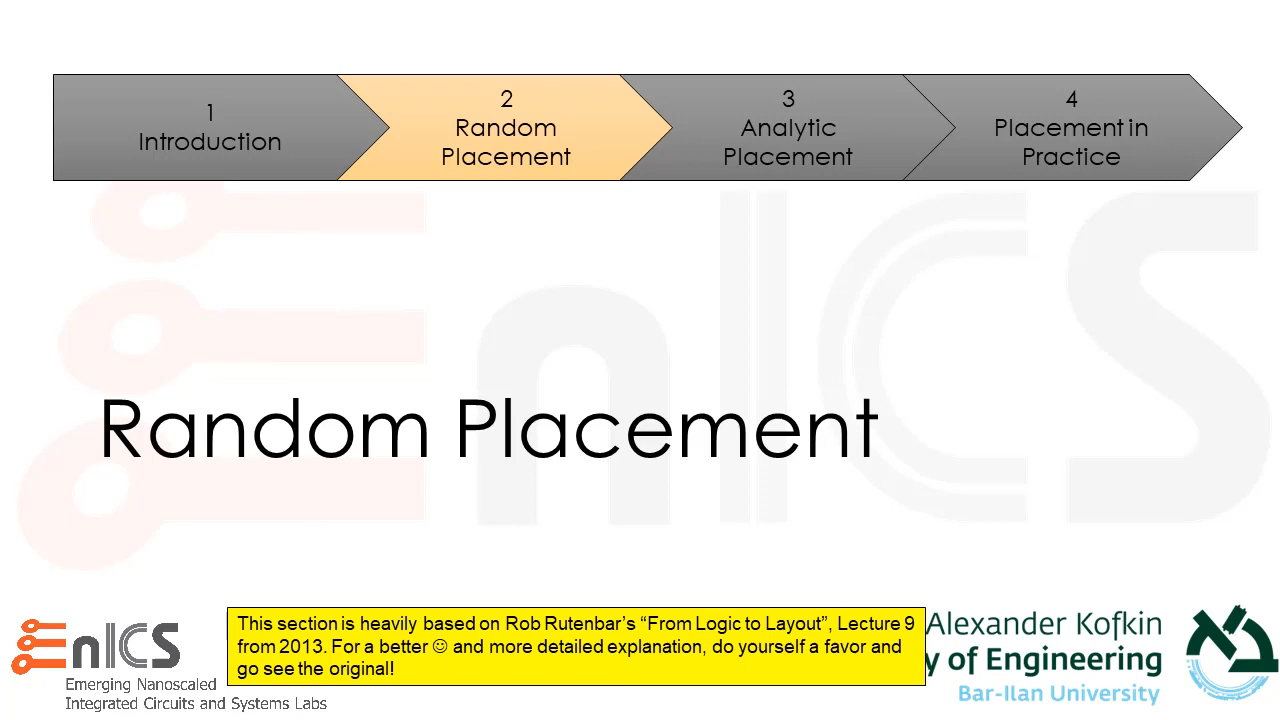 1
Introduction
2
Random
Placement
3
Analytic
Placement
4
Placement in
Practice
EnICS
Random Placement
EnICS
Emerging Nanoscaled
Integrated Circuits and Systems Labs
This section is heavily based on Rob Rutenbar’s “From Logic to Layout”, Lecture 9
from 2013. For a better ☺ and more detailed explanation, do yourself a favor and
go see the original!
Alexander Kofkin
y of Engineering
Bar-Ilan University